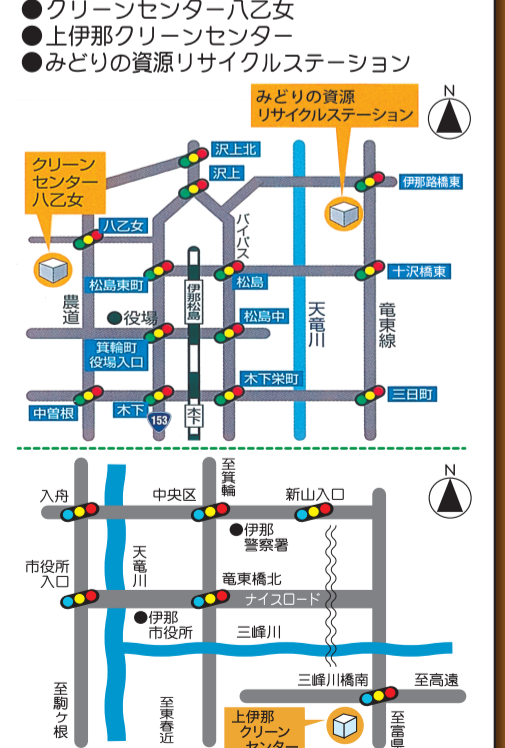 ●クリーンセンター八乙女
●上伊那クリーンセンター
●みどりの資源リサイクルステーション
みどりの資源
リサイクルステーション
N
沢上北
沢上
クリーン
センター
八乙女
伊那路橋東
八乙女
バイパス
松島東町
伊那松島
松島
十沢橋東
農道
●役場
松島中
天竜川
竜東線
箕輪町
役場入口
木下栄町
三日町
中曽根
木下
153
木下
N
至箕輪
入舟
中央区
新山入口
●伊那
警察署
天竜川
市役所
入口
竜東橋北
ナイスロード
●伊那
市役所
三峰川
三峰川橋南
至高遠
至駒ヶ根
至東春近
上伊那
クリーン
センター
至富県